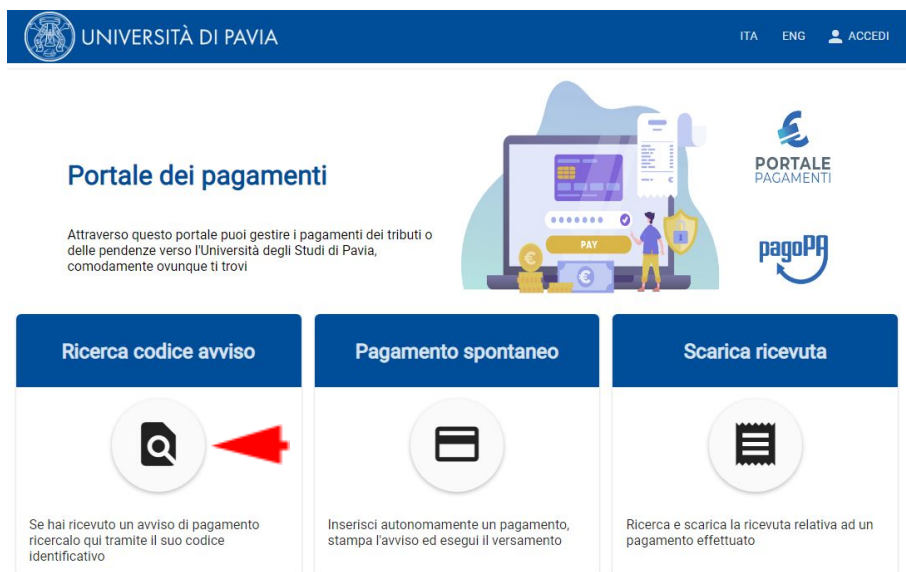 UNIVERSITÀ DI PAVIA
ITA ENG ACCEDI
Portale dei pagamenti
Attraverso questo portale puoi gestire i pagamenti dei tributi o
delle pendenze verso l'Università degli Studi di Pavia,
comodamente ovunque ti trovi
PAY
PORTALE
PAGAMENTI
pagoPA
Ricerca codice avviso
Se hai ricevuto un avviso di pagamento
ricercalo qui tramite il suo codice
identificativo
Pagamento spontaneo
Inserisci autonomamente un pagamento,
stampa l'avviso ed esegui il versamento
Scarica ricevuta
Ricerca e scarica la ricevuta relativa ad un
pagamento effettuato